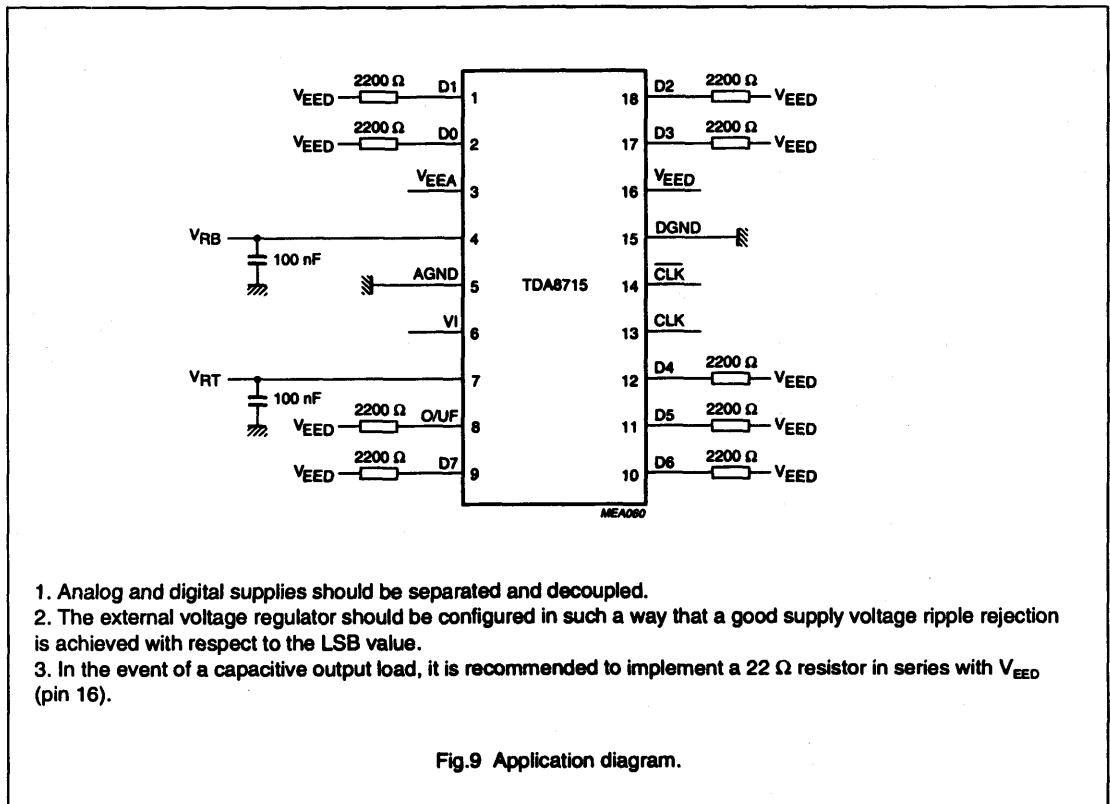 2200 Ω D1 D2 2200 Ω
VEED 1 18 VEED
2200 Ω D0 D3 2200 Ω
VEED 2 17 VEED
VEEA 3 16 VEED
VRB 4 15 DGND
100 nF
AGND 5 TDA8715 14 CLK
VI 6 13 CLK
VRT 7 12 D4 2200 Ω VEED
100 nF
2200 Ω O/UF D5 2200 Ω
VEED 8 11 VEED
2200 Ω D7 D6 2200 Ω
VEED 9 10 VEED
MEA060
1. Analog and digital supplies should be separated and decoupled.
2. The external voltage regulator should be configured in such a way that a good supply voltage ripple rejection
is achieved with respect to the LSB value.
3. In the event of a capacitive output load, it is recommended to implement a 22 Ω resistor in series with VEED
(pin 16).
Fig.9 Application diagram.